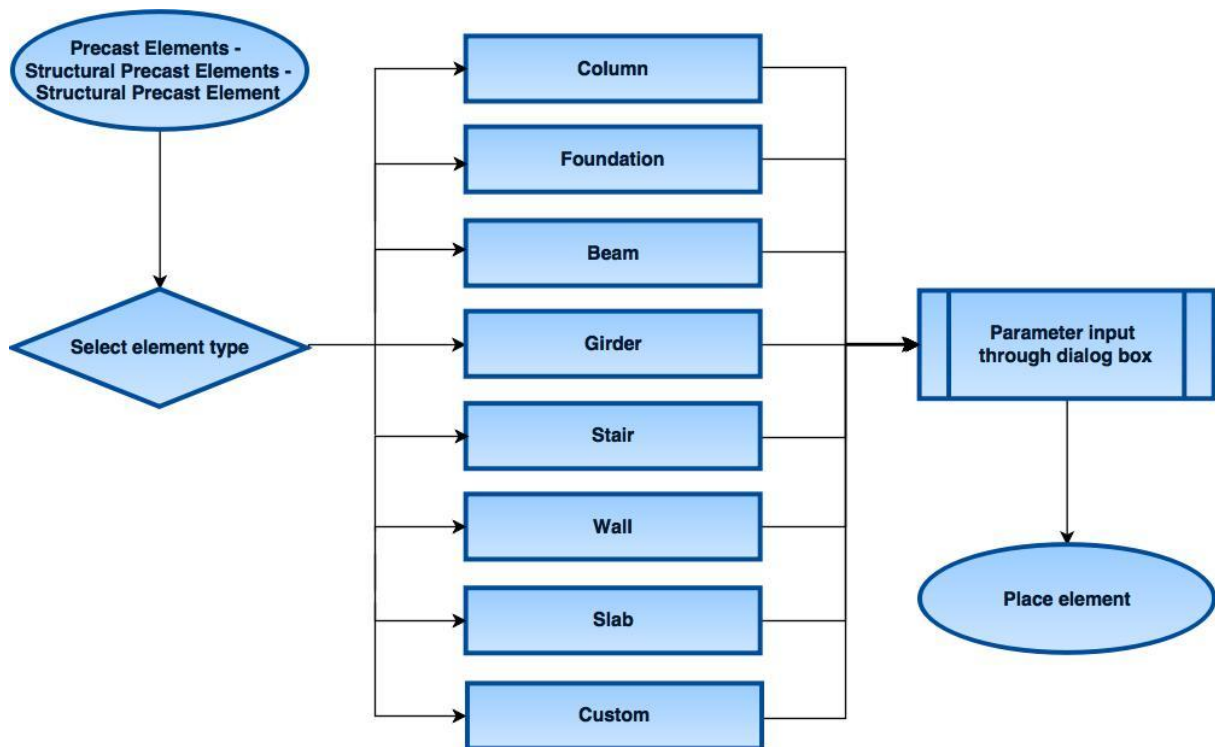 Precast Elements -
Structural Precast Elements -
Structural Precast Element
Select element type
Column
Foundation
Beam
Girder
Stair
Wall
Slab
Custom
Parameter input
through dialog box
Place element